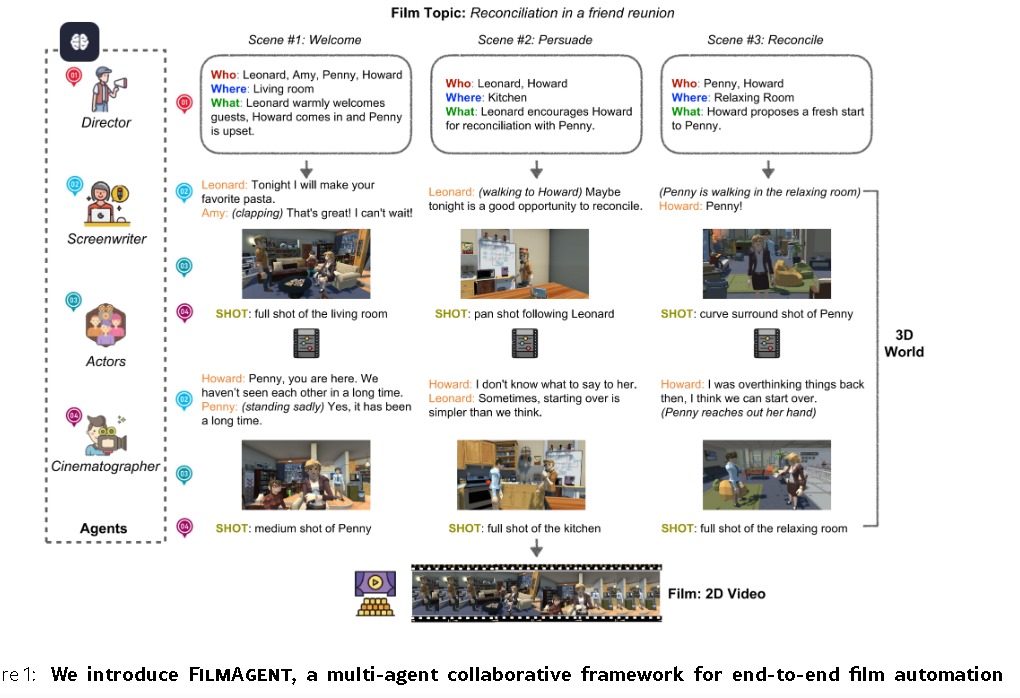 Film Topic: Reconciliation in a friend reunion
Scene #1: Welcome
Scene #2: Persuade
Scene #3: Reconcile
01
Director
01
Who: Leonard, Amy, Penny, Howard
Where: Living room
What: Leonard warmly welcomes
guests, Howard comes in and Penny
is upset.
Who: Leonard, Howard
Where: Kitchen
What: Leonard encourages Howard
for reconciliation with Penny.
Who: Penny, Howard
Where: Relaxing Room
What: Howard proposes a fresh start
to Penny.
02
Screenwriter
02
Leonard: Tonight I will make your
favorite pasta.
Amy: (clapping) That's great! I can't wait!
Leonard: (walking to Howard) Maybe
tonight is a good opportunity to reconcile.
(Penny is walking in the relaxing room)
Howard: Penny!
03
04
SHOT: full shot of the living room
SHOT: pan shot following Leonard
SHOT: curve surround shot of Penny
03
Actors
3D
World
02
Howard: Penny, you are here. We
haven't seen each other in a long time.
Penny: (standing sadly) Yes, it has been
a long time.
Howard: I don't know what to say to her.
Leonard: Sometimes, starting over is
simpler than we think.
Howard: I was overthinking things back
then, I think we can start over.
(Penny reaches out her hand)
04
Cinematographer
03
Agents
04
SHOT: medium shot of Penny
SHOT: full shot of the kitchen
SHOT: full shot of the relaxing room
Film: 2D Video
re 1: We introduce FILMAGENT, a multi-agent collaborative framework for end-to-end film automation